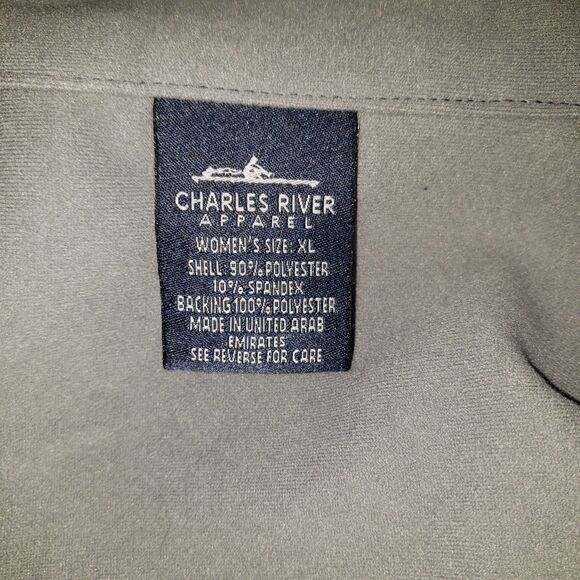 CHARLES RIVER
APPAREL
WOMEN'S SIZE: XL
SHELL: 90% POLYESTER
10% SPANDEX
BACKING 100% POLYESTER
MADE IN UNITED ARAB
EMIRATES
SEE REVERSE FOR CARE